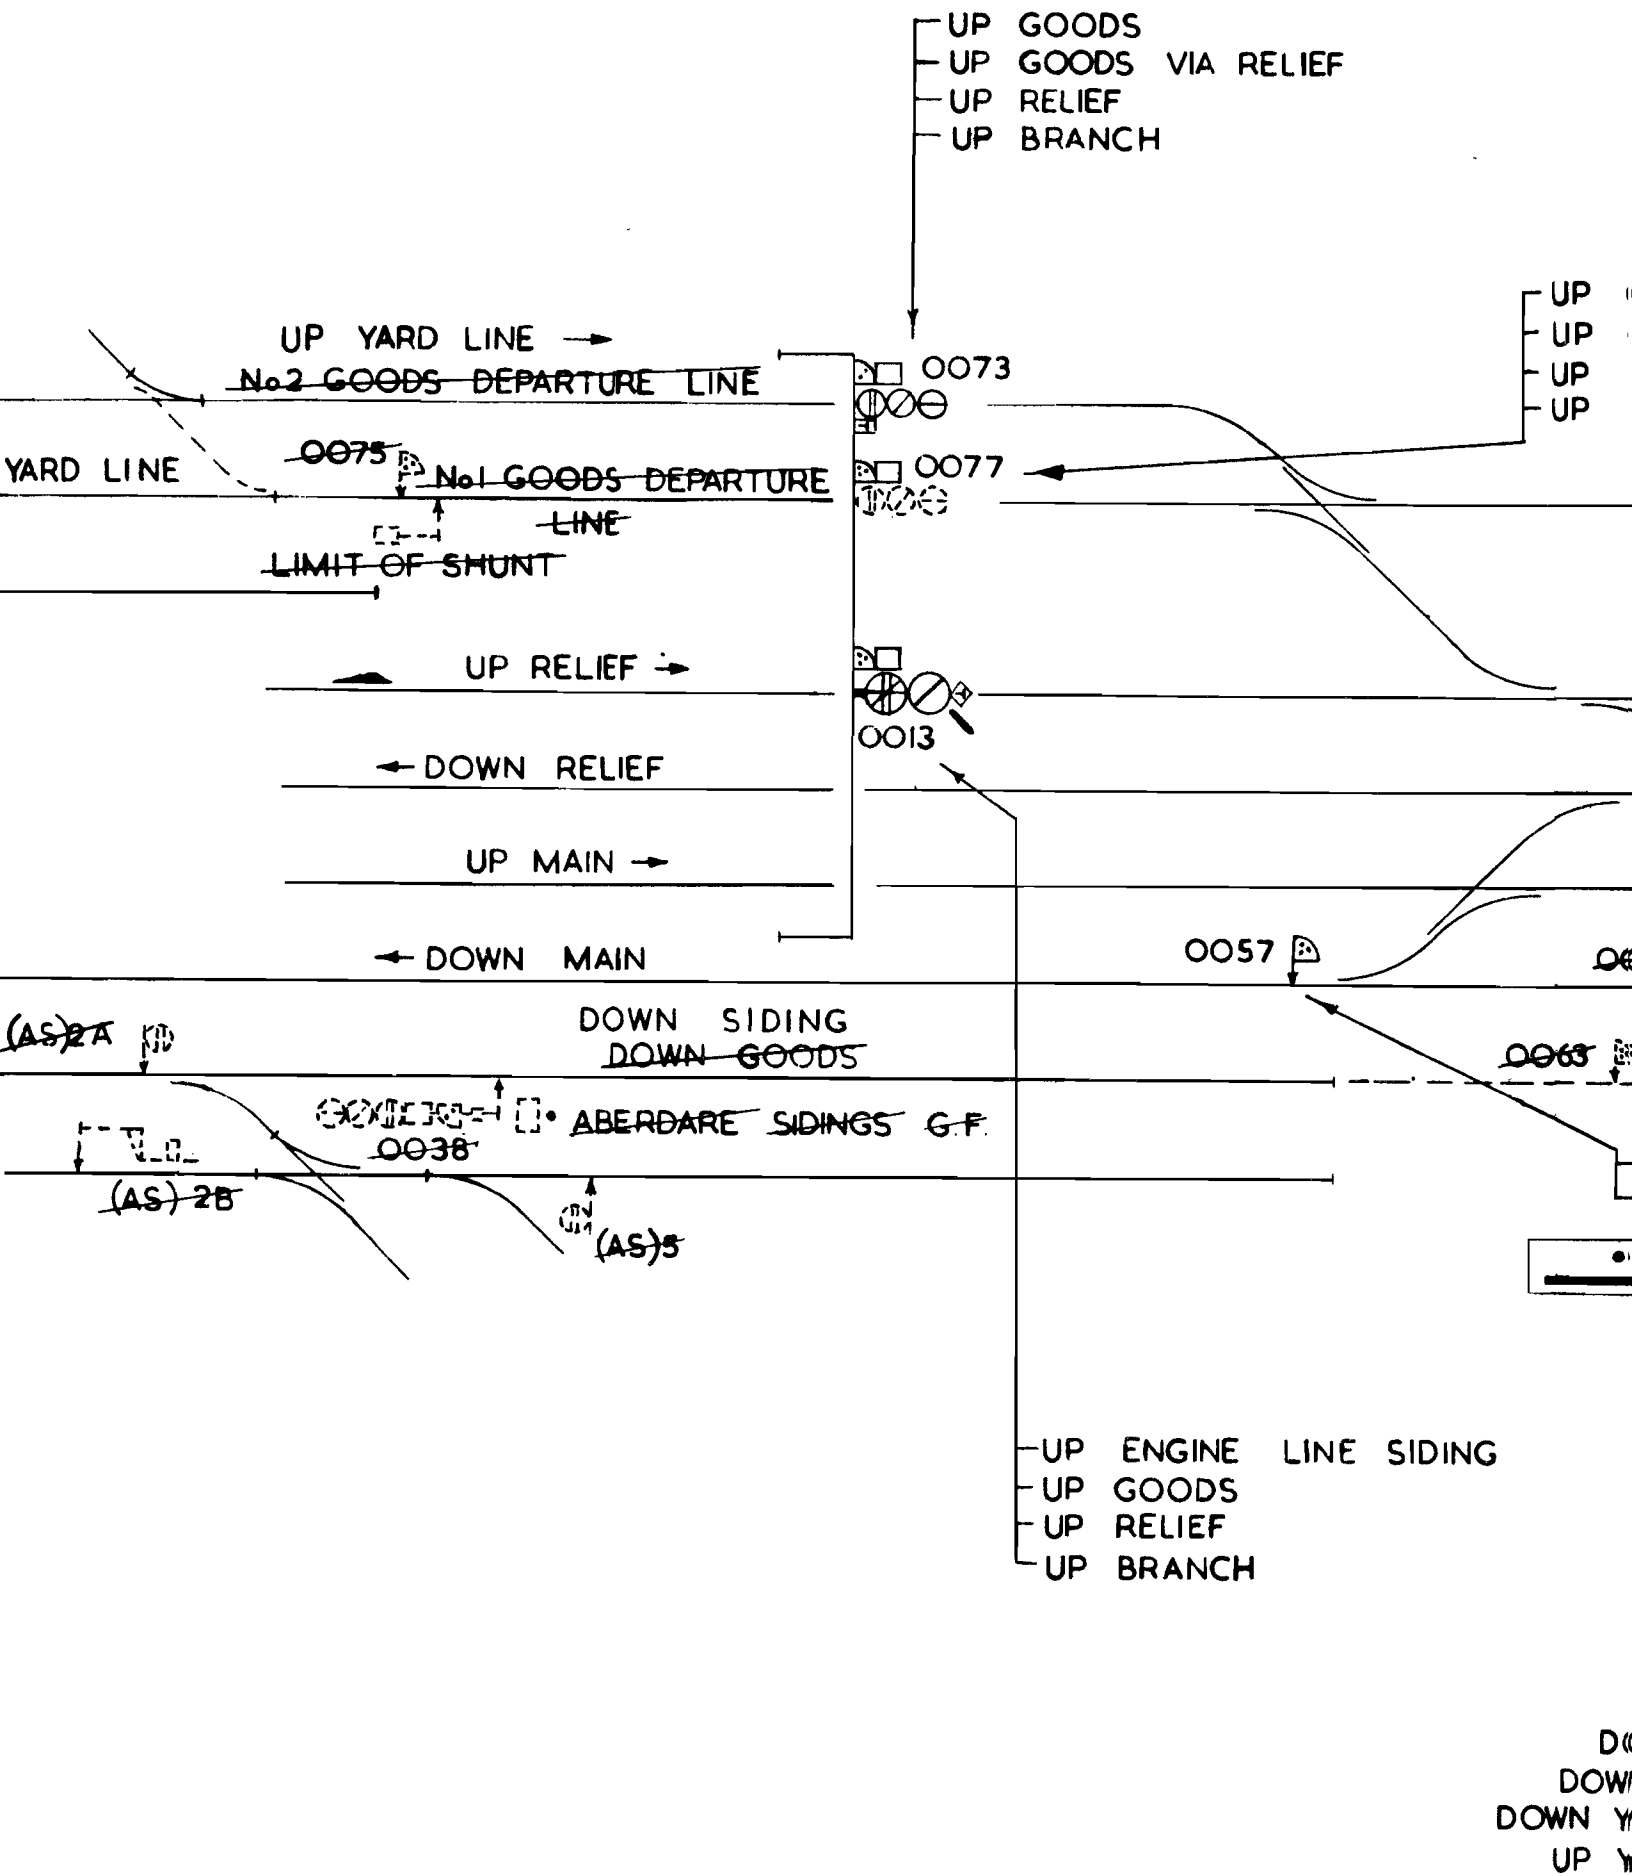 UP GOODS
UP GOODS VIA RELIEF
UP RELIEF
UP BRANCH
UP
UP
UP
UP
UP YARD LINE
No2 GOODS DEPARTURE LINE
0073
YARD LINE
0075
No1 GOODS DEPARTURE
LINE
0077
LIMIT OF SHUNT
UP RELIEF
0013
DOWN RELIEF
UP MAIN
DOWN MAIN
0057
(AS)2A
DOWN SIDING
DOWN GOODS
0063
ABERDARE SIDINGS G.F.
0038
(AS) 2B
(AS)5
UP ENGINE LINE SIDING
UP GOODS
UP RELIEF
UP BRANCH
DOWN
UP